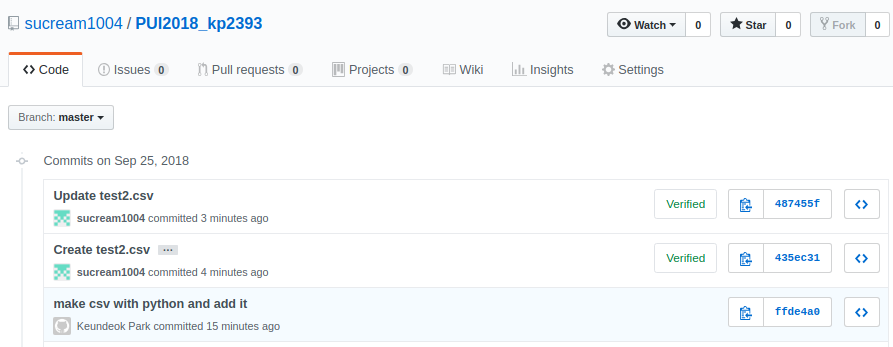 sucream1004 / PUI2018_kp2393
Watch 0 Star 0 Fork 0
Code Issues 0 Pull requests 0 Projects 0 Wiki Insights Settings
Branch: master
Commits on Sep 25, 2018
Update test2.csv
sucream1004 committed 3 minutes ago
Verified 487455f
Create test2.csv ...
sucream1004 committed 4 minutes ago
Verified 435ec31
make csv with python and add it
Keundeok Park committed 15 minutes ago
ffde4a0